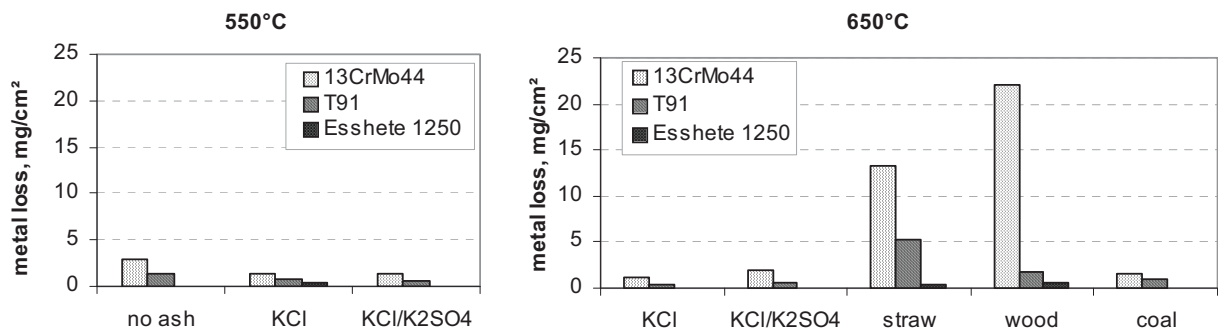 550°C
metal loss, mg/cm²
25
20
15
10
5
0
13CrMo44
T91
Esshete 1250
no ash
KCl
KCl/K2SO4
650°C
metal loss, mg/cm²
25
20
15
10
5
0
13CrMo44
T91
Esshete 1250
KCl
KCl/K2SO4
straw
wood
coal